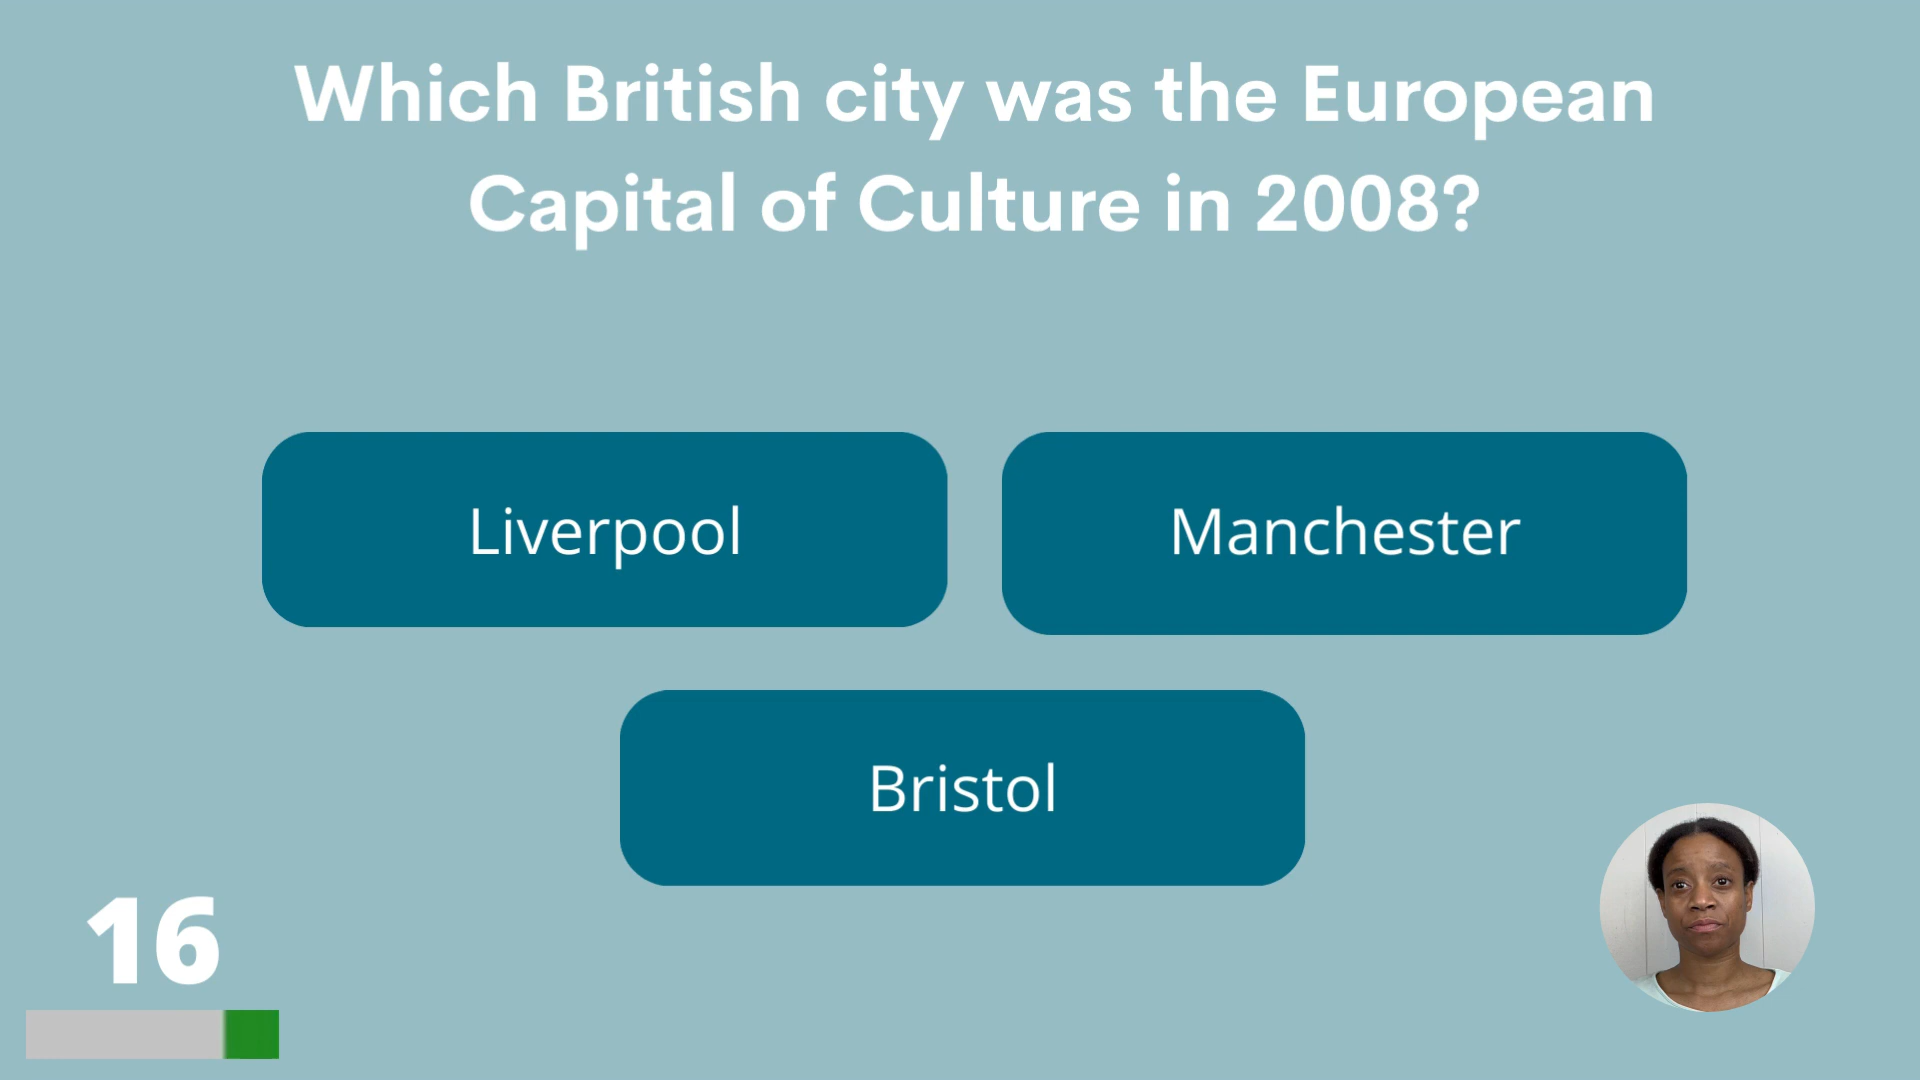 Which British city was the European
Capital of Culture in 2008?
Liverpool
Manchester
Bristol
16